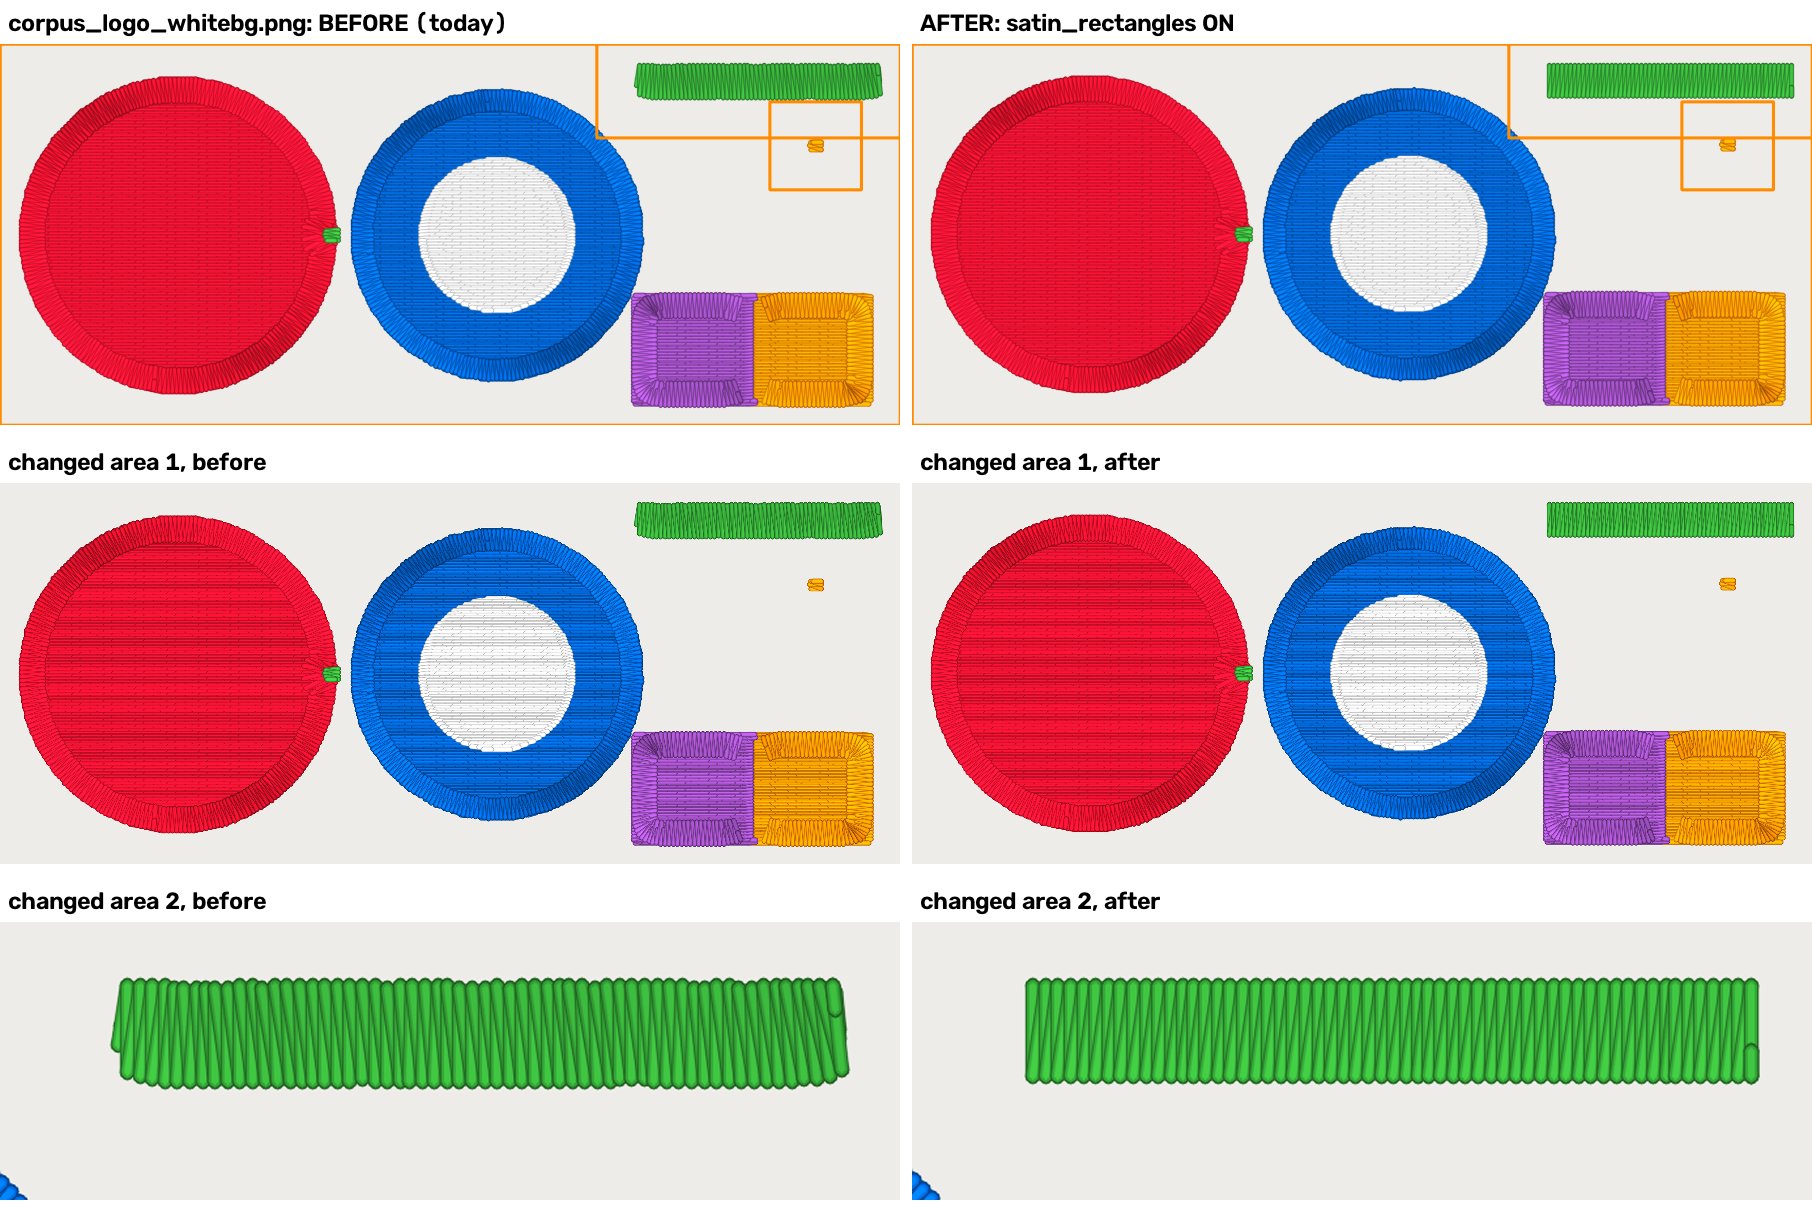 corpus_logo_whitebg.png: BEFORE (today)
AFTER: satin_rectangles ON
changed area 1, before
changed area 1, after
changed area 2, before
changed area 2, after